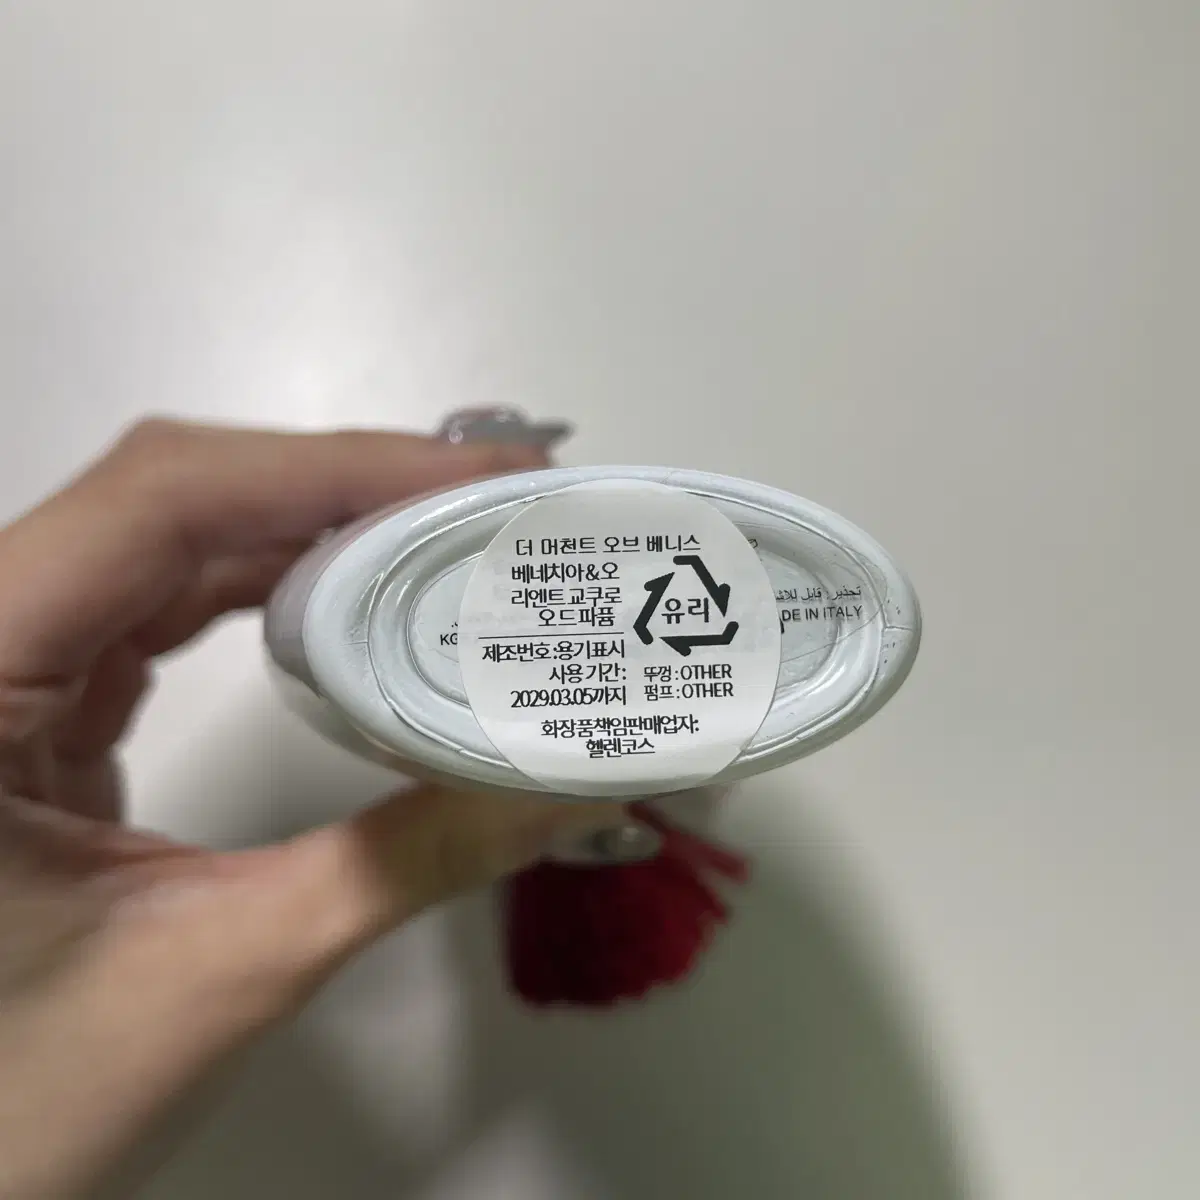 더 머천트 오브 베니스
베네치아&오
리엔트 교쿠로
오 드 파퓸
유리
제조번호:용기표시
사용 기간:
2029.03.05까지
뚜껑:OTHER
펌프:OTHER
화장품책임판매업자:
헬렌코스
تحذير: قابل
DE IN ITALY
KG